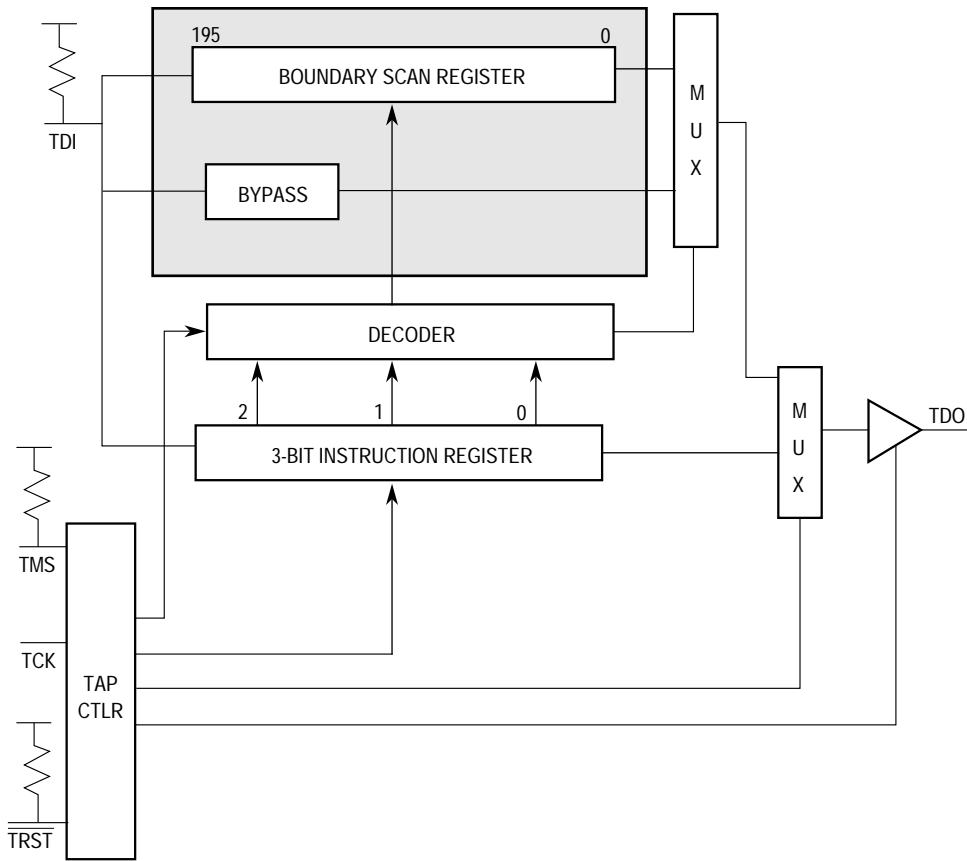 195
0
BOUNDARY SCAN REGISTER
M
U
X
TDI
BYPASS
DECODER
2
1
0
M
U
X
TDO
3-BIT INSTRUCTION REGISTER
TMS
TCK
TAP
CTLR
TRST